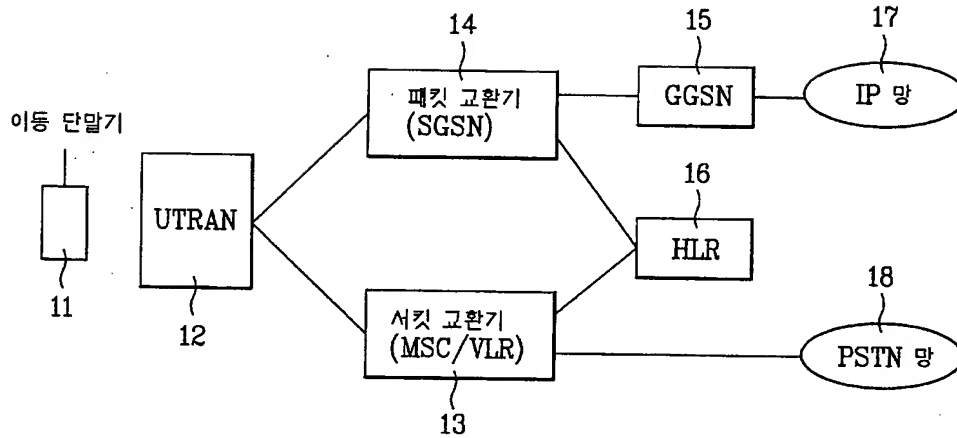 14
15
17
패킷 교환기
(SGSN)
GGSN
IP 망
이동 단말기
UTRAN
16
HLR
11
12
서킷 교환기
(MSC/VLR)
18
PSTN 망
13